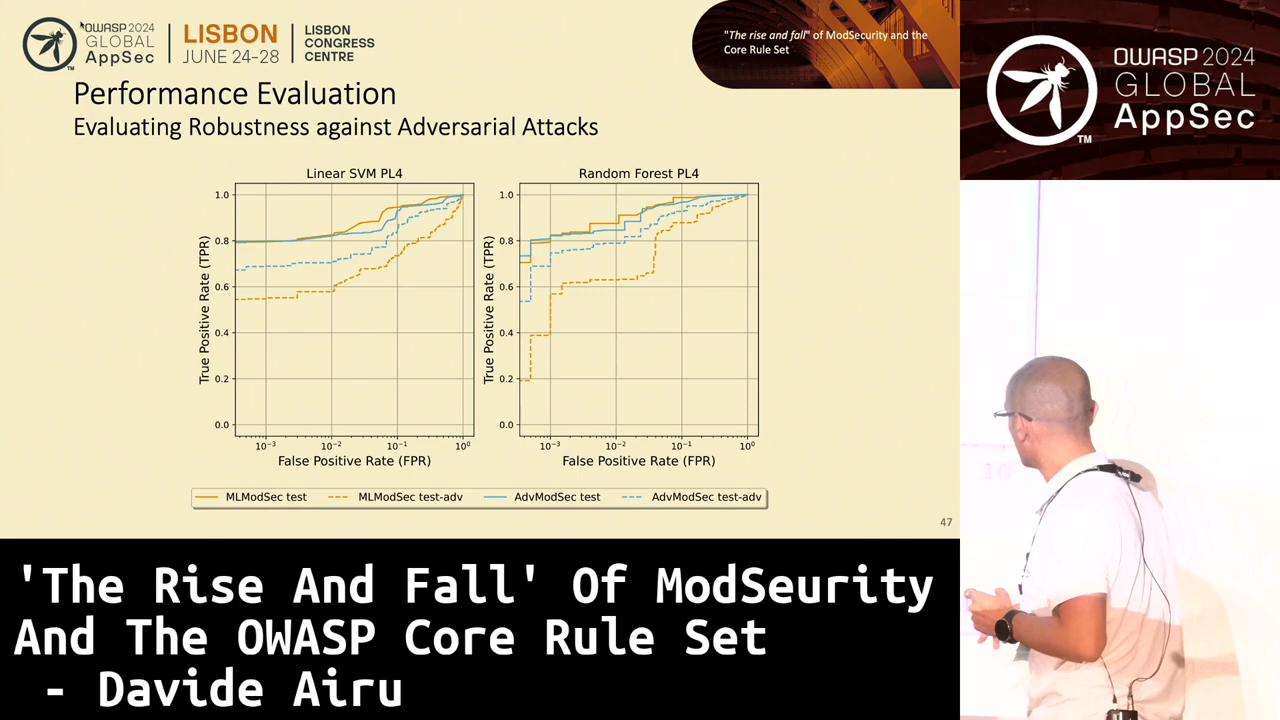 OWASP 2024
GLOBAL
AppSec
TM
LISBON
JUNE 24-28
LISBON
CONGRESS
CENTRE
"The rise and fall" of ModSecurity and the
Core Rule Set
OWASP 2024
GLOBAL
AppSec
TM
Performance Evaluation
Evaluating Robustness against Adversarial Attacks
Linear SVM PL4
True Positive Rate (TPR)
1.0
0.8
0.6
0.4
0.2
0.0
10⁻³ 10⁻² 10⁻¹ 10⁰
False Positive Rate (FPR)
Random Forest PL4
True Positive Rate (TPR)
1.0
0.8
0.6
0.4
0.2
0.0
10⁻³ 10⁻² 10⁻¹ 10⁰
False Positive Rate (FPR)
MLModSec test MLModSec test-adv AdvModSec test AdvModSec test-adv
47
'The Rise And Fall' Of ModSeurity
And The OWASP Core Rule Set
- Davide Airu